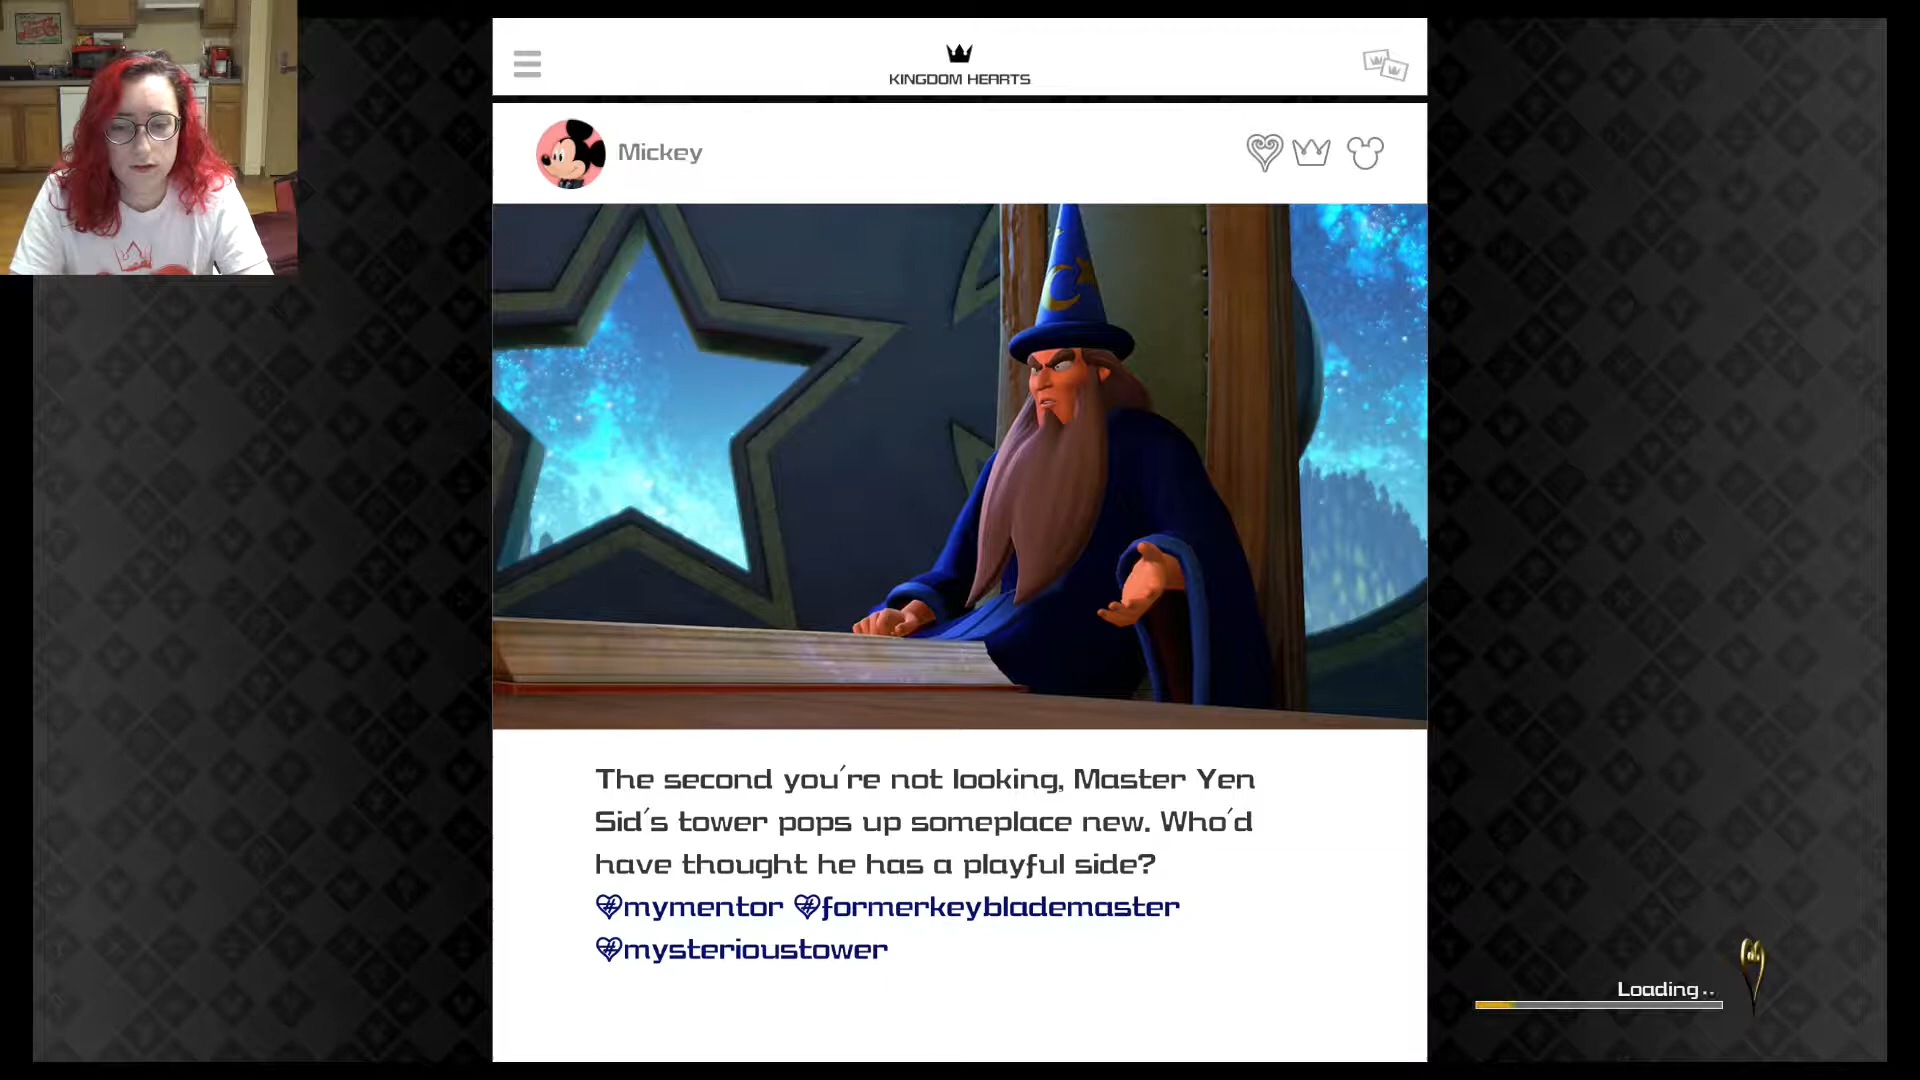 KINGDOM HEARTS
Mickey
The second you're not looking, Master Yen
Sid's tower pops up someplace new. Who'd
have thought he has a playful side?
#mymentor #formerkeyblademaster
#mysterioustower
Loading..